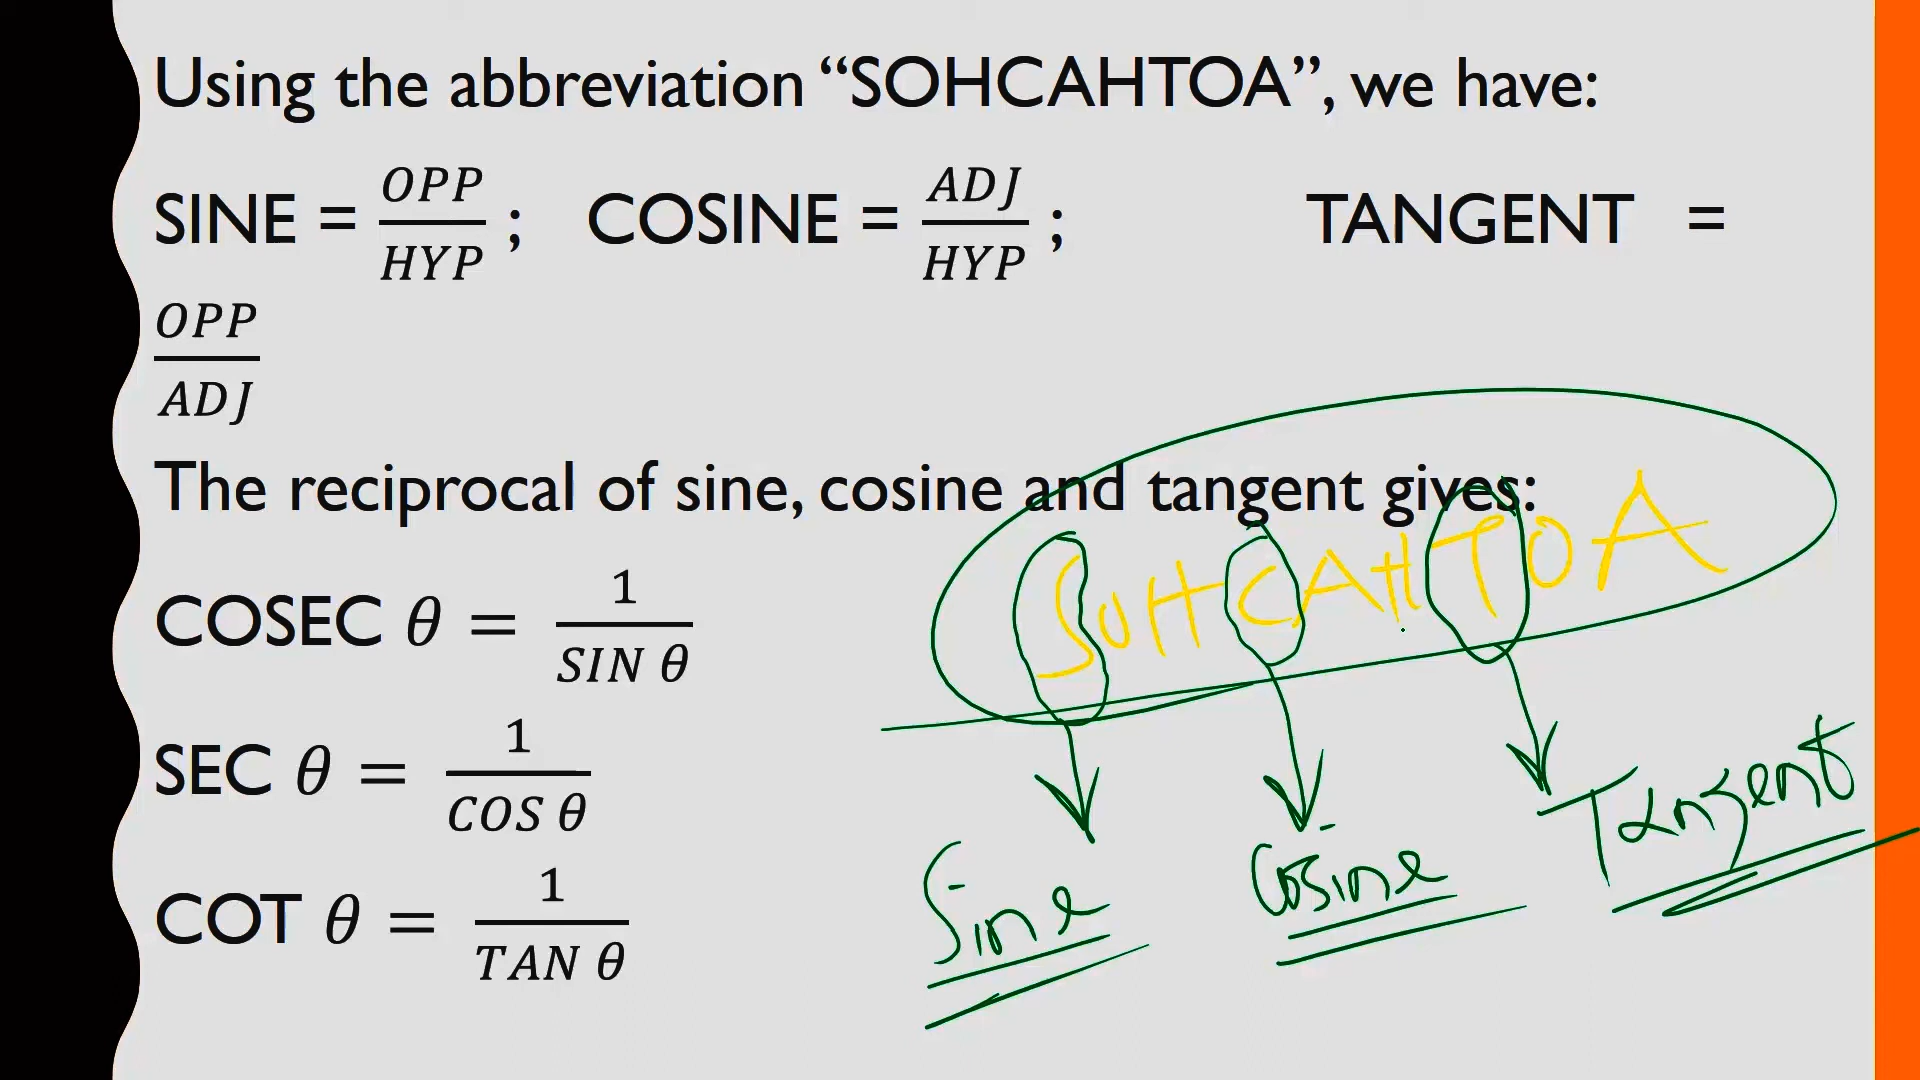 Using the abbreviation “SOHCAHTOA”, we have:
SINE = OPP/HYP ; COSINE = ADJ/HYP ; TANGENT =
OPP/ADJ
The reciprocal of sine, cosine and tangent gives:
COSEC θ = 1/SIN θ
SEC θ = 1/COS θ
COT θ = 1/TAN θ
SOHCAHTOA
Sine
Cosine
Tangent